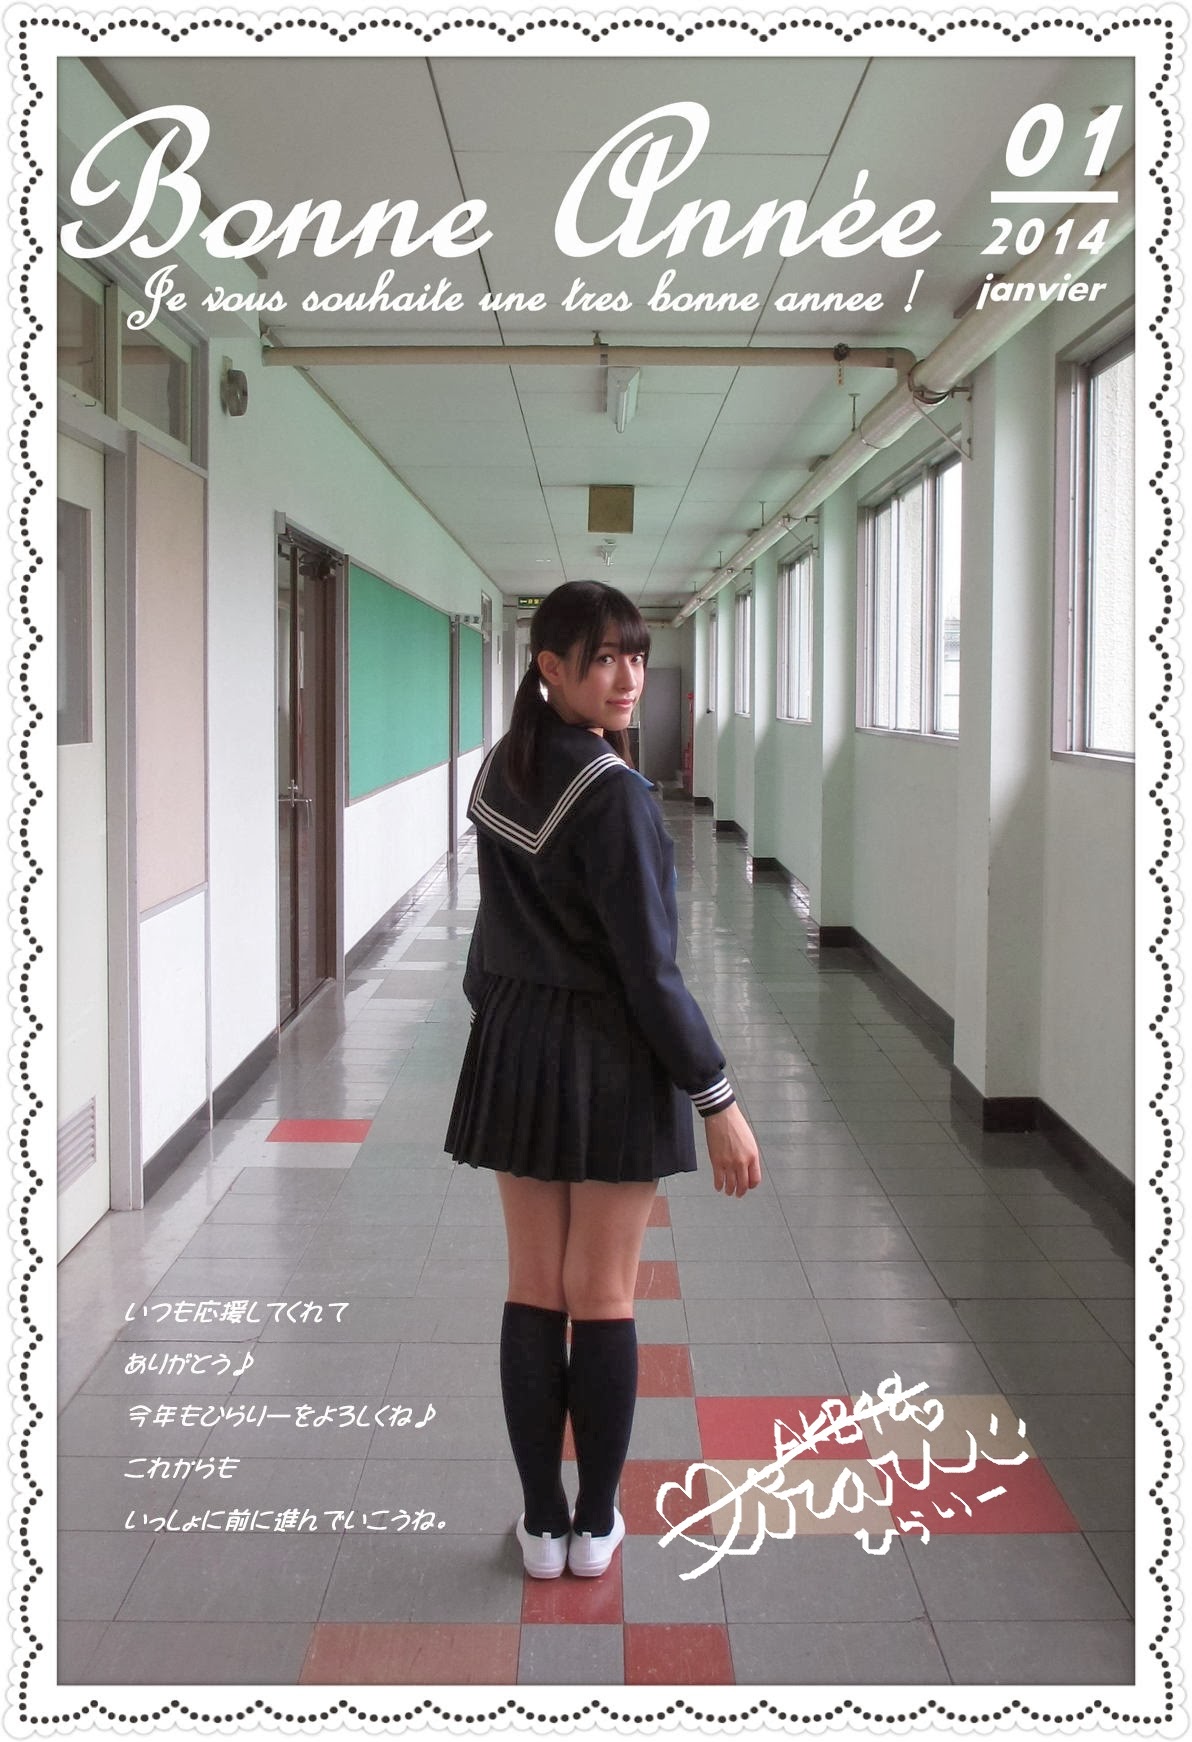 Bonne Année
Je vous souhaite une tres bonne annee !
01
2014
janvier
いつも応援してくれて
ありがとう♪
今年もひらりーをよろしくね♪
これからも
いっしょに前に進んでいこうね。
AKB48
ひらりー